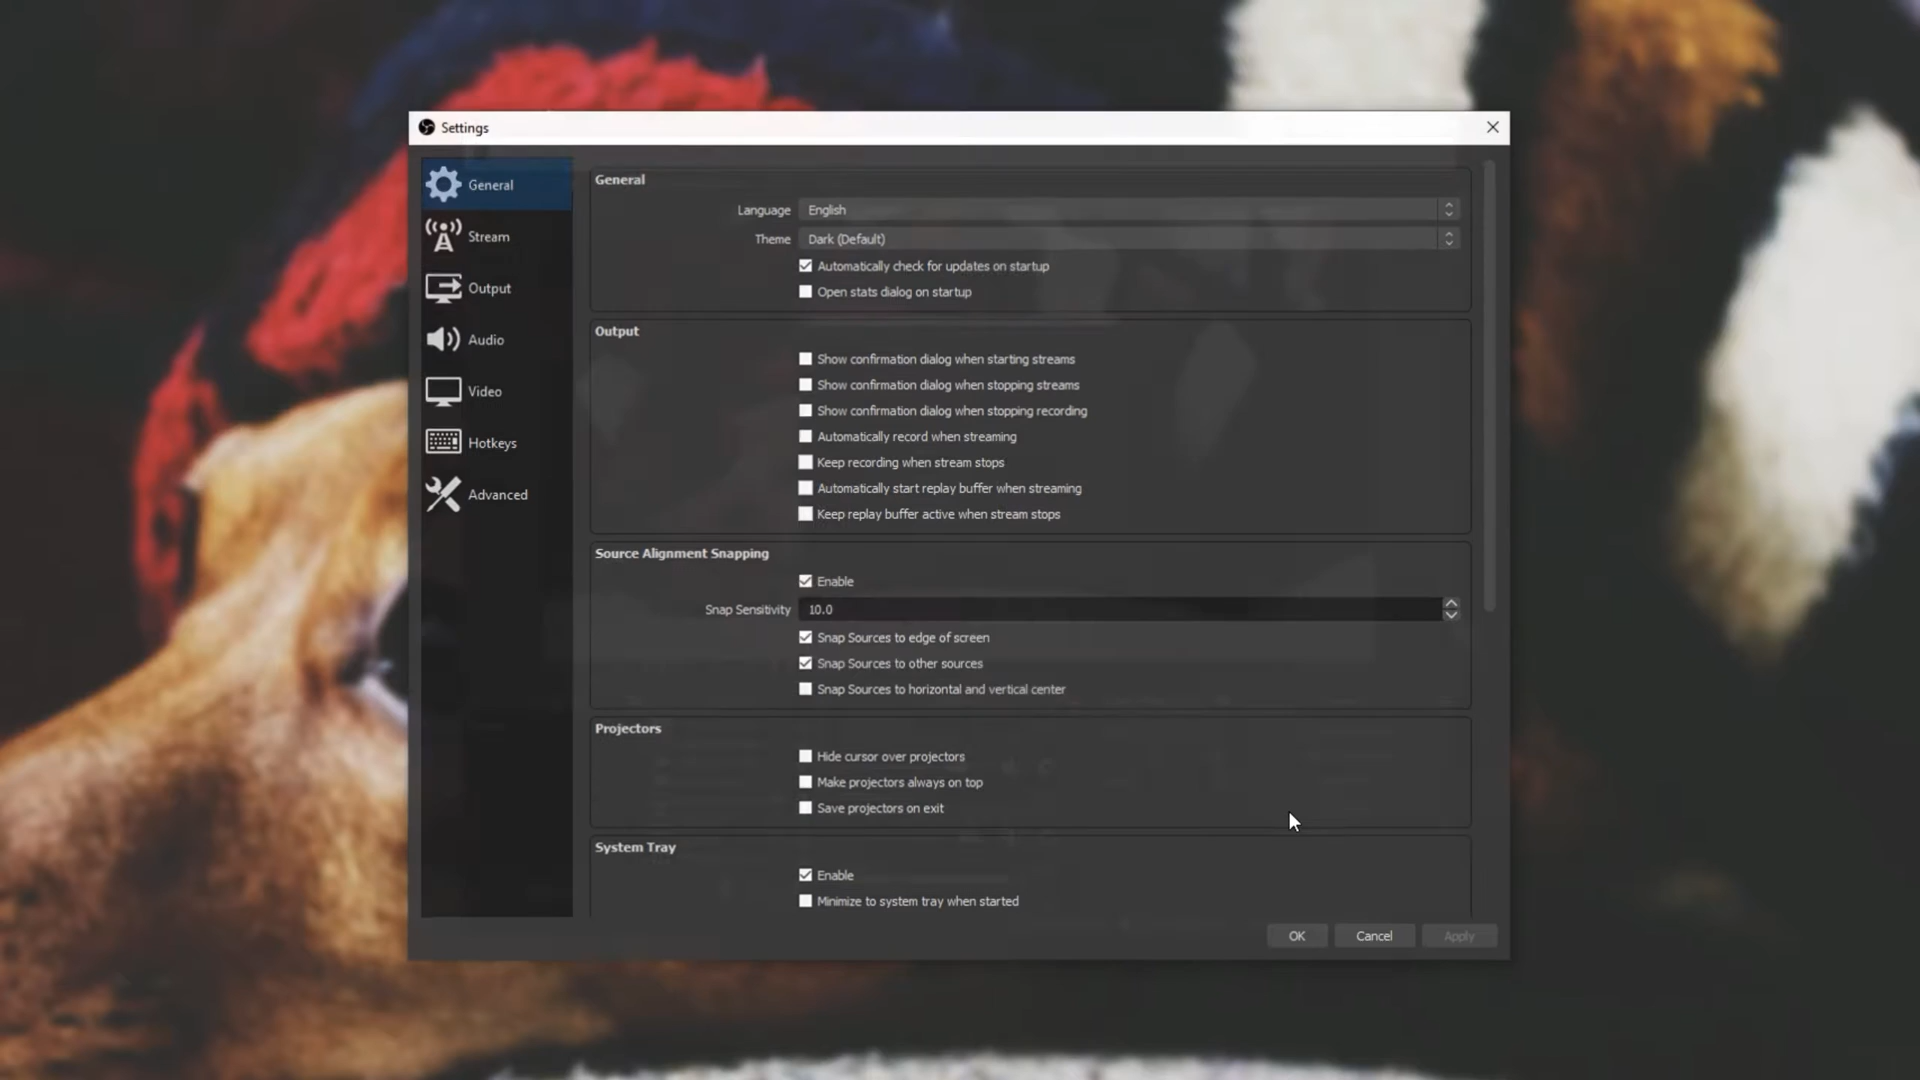 Settings
General
Stream
Output
Audio
Video
Hotkeys
Advanced
General
Language English
Theme Dark (Default)
Automatically check for updates on startup
Open stats dialog on startup
Output
Show confirmation dialog when starting streams
Show confirmation dialog when stopping streams
Show confirmation dialog when stopping recording
Automatically record when streaming
Keep recording when stream stops
Automatically start replay buffer when streaming
Keep replay buffer active when stream stops
Source Alignment Snapping
Enable
Snap Sensitivity 10.0
Snap Sources to edge of screen
Snap Sources to other sources
Snap Sources to horizontal and vertical center
Projectors
Hide cursor over projectors
Make projectors always on top
Save projectors on exit
System Tray
Enable
Minimize to system tray when started
OK Cancel Apply